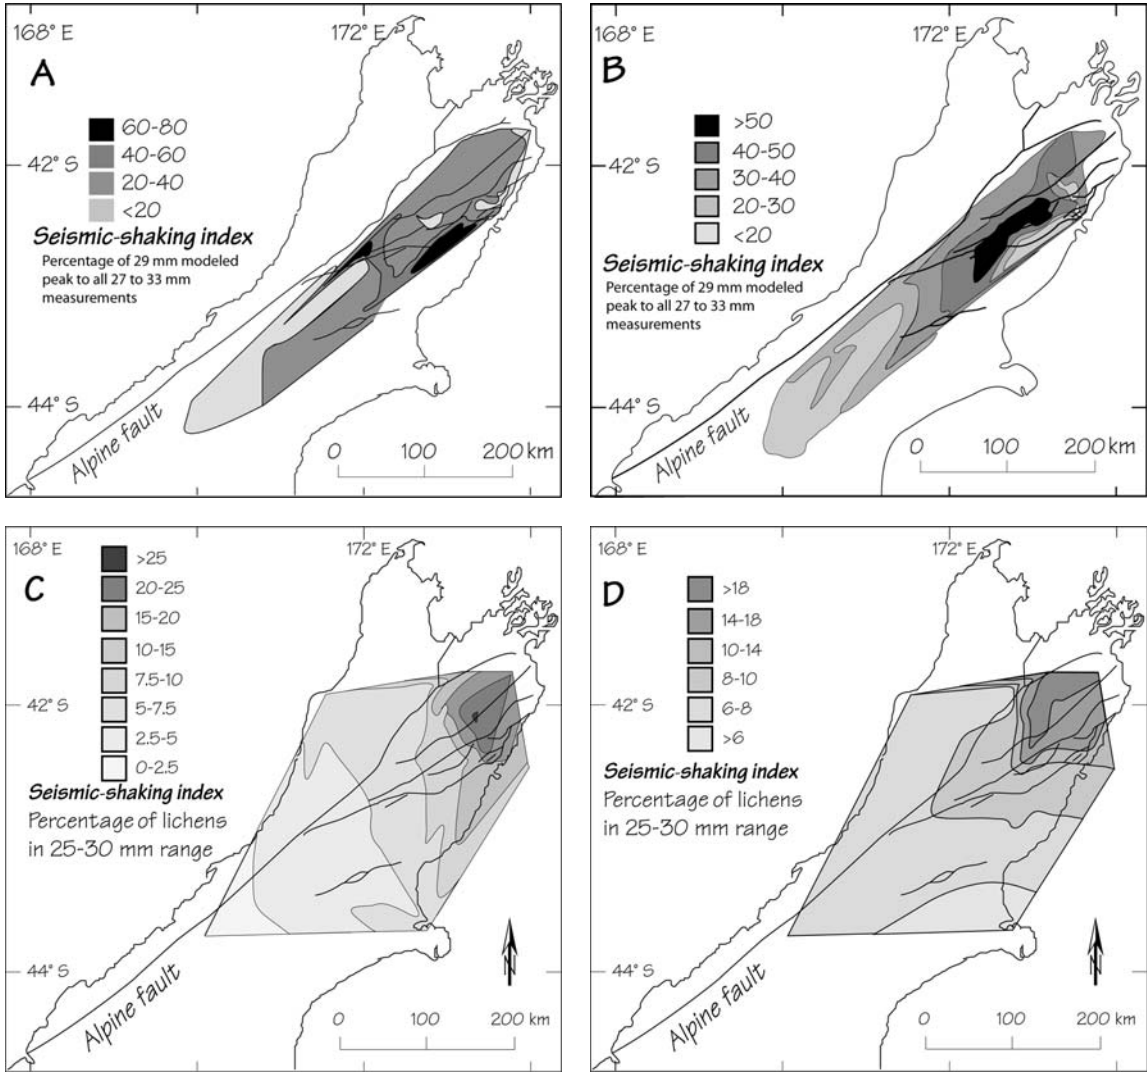 168° E
172° E
A
60-80
40-60
20-40
<20
42° S
Seismic-shaking index
Percentage of 29 mm modeled
peak to all 27 to 33 mm
measurements
44° S
Alpine fault
0 100 200 km
168° E
172° E
B
>50
40-50
30-40
20-30
<20
42° S
Seismic-shaking index
Percentage of 29 mm modeled
peak to all 27 to 33 mm
measurements
44° S
Alpine fault
0 100 200 km
168° E
172° E
C
>25
20-25
15-20
10-15
7.5-10
5-7.5
2.5-5
0-2.5
42° S
Seismic-shaking index
Percentage of lichens
in 25-30 mm range
44° S
Alpine fault
N
0 100 200 km
168° E
172° E
D
>18
14-18
10-14
8-10
6-8
>6
42° S
Seismic-shaking index
Percentage of lichens
in 25-30 mm range
44° S
Alpine fault
N
0 100 200 km